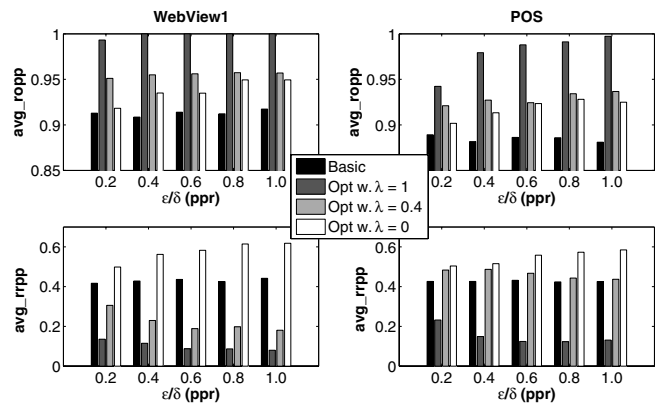 WebView1
POS
1
0.95
0.9
0.85
avg_ropp
0.2 0.4 0.6 0.8 1.0
ε/δ (ppr)
1
0.95
0.9
0.85
avg_ropp
0.2 0.4 0.6 0.8 1.0
ε/δ (ppr)
Basic
Opt w. λ = 1
Opt w. λ = 0.4
Opt w. λ = 0
0.6
0.4
0.2
0
avg_rrpp
0.2 0.4 0.6 0.8 1.0
ε/δ (ppr)
0.6
0.4
0.2
0
avg_rrpp
0.2 0.4 0.6 0.8 1.0
ε/δ (ppr)